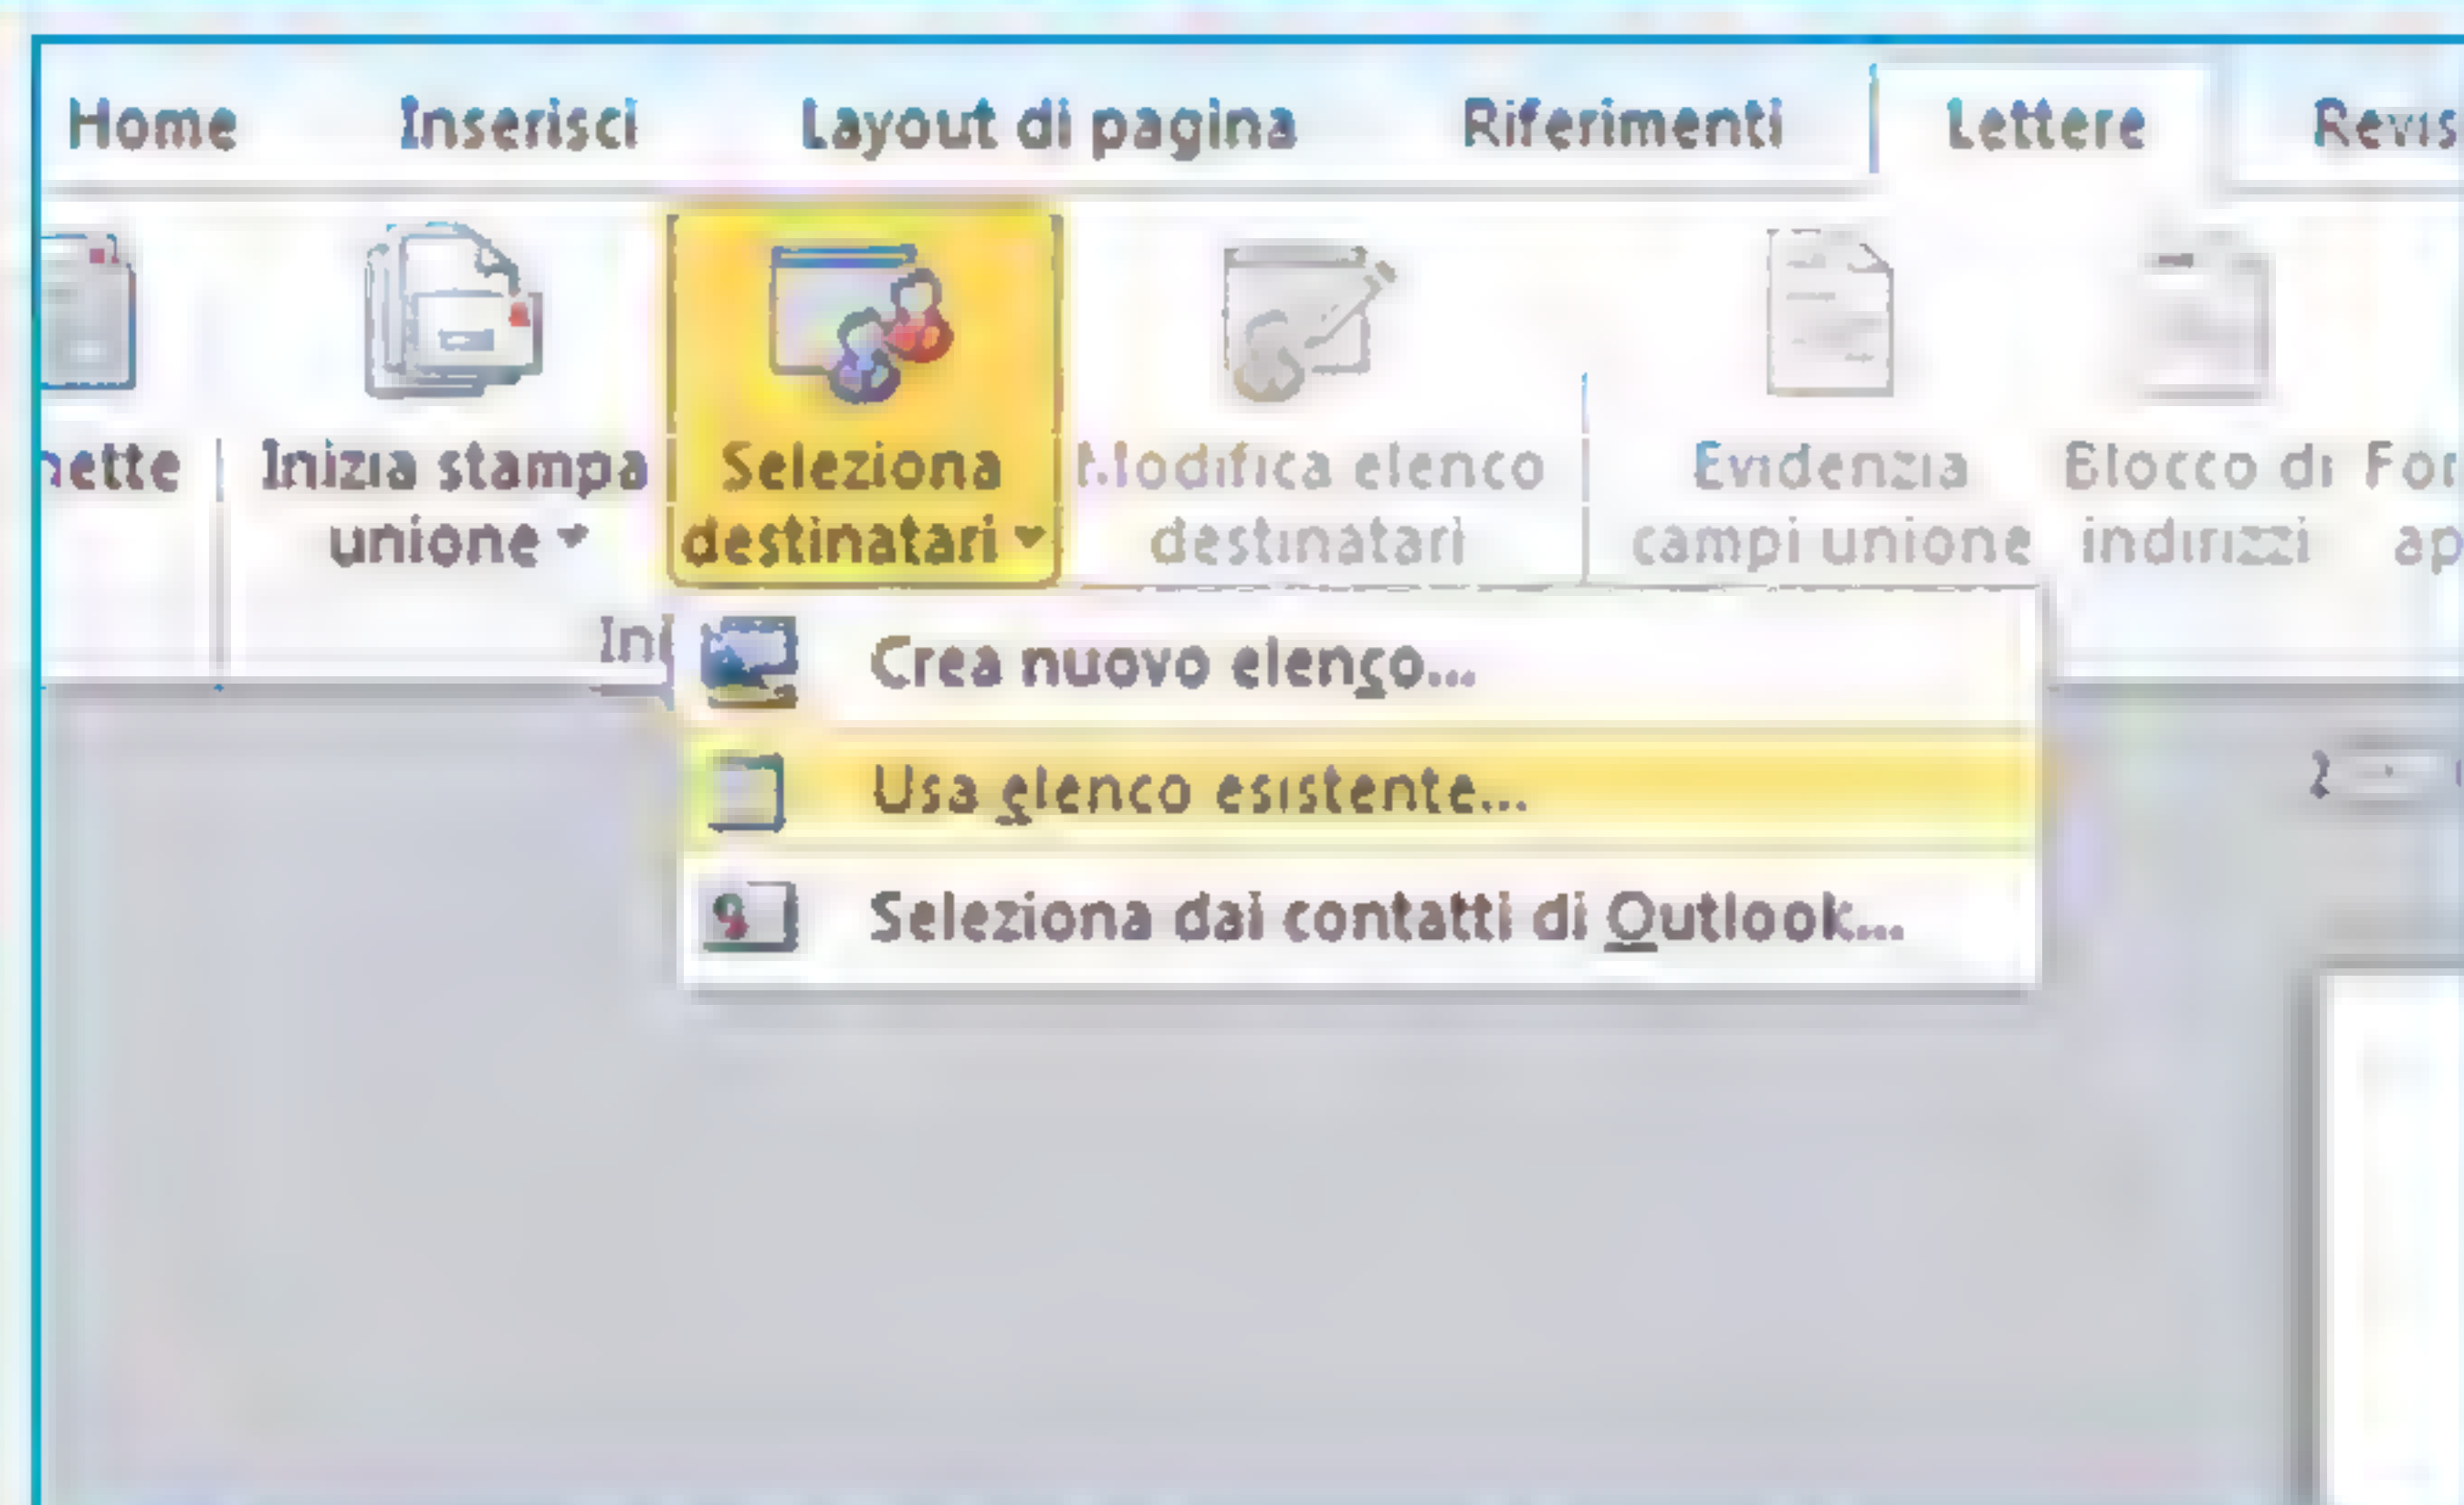 Home Inserisci Layout di pagina Riferimenti Lettere
Inizia stampa Seleziona Modifica elenco Evidenzia Blocco di
unione destinatari destinatari campi unione indirizzi
Crea nuovo elenco...
Usa elenco esistente...
Seleziona dai contatti di Outlook...